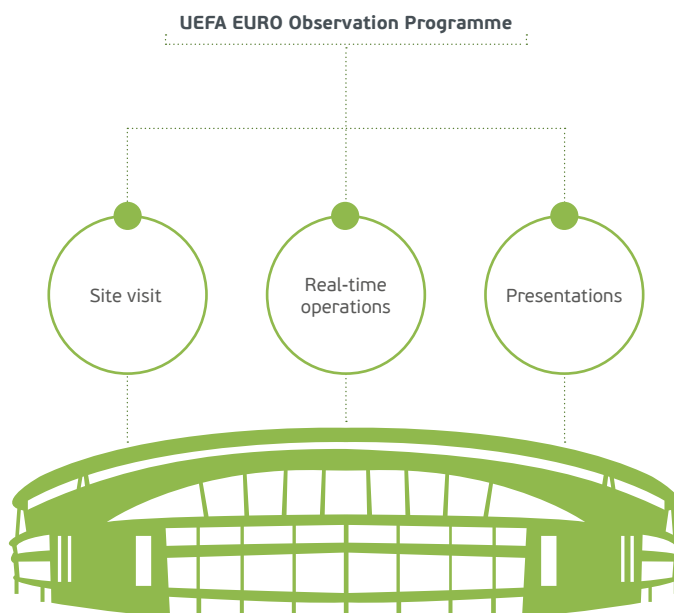 UEFA EURO Observation Programme
Site visit
Real-time
operations
Presentations